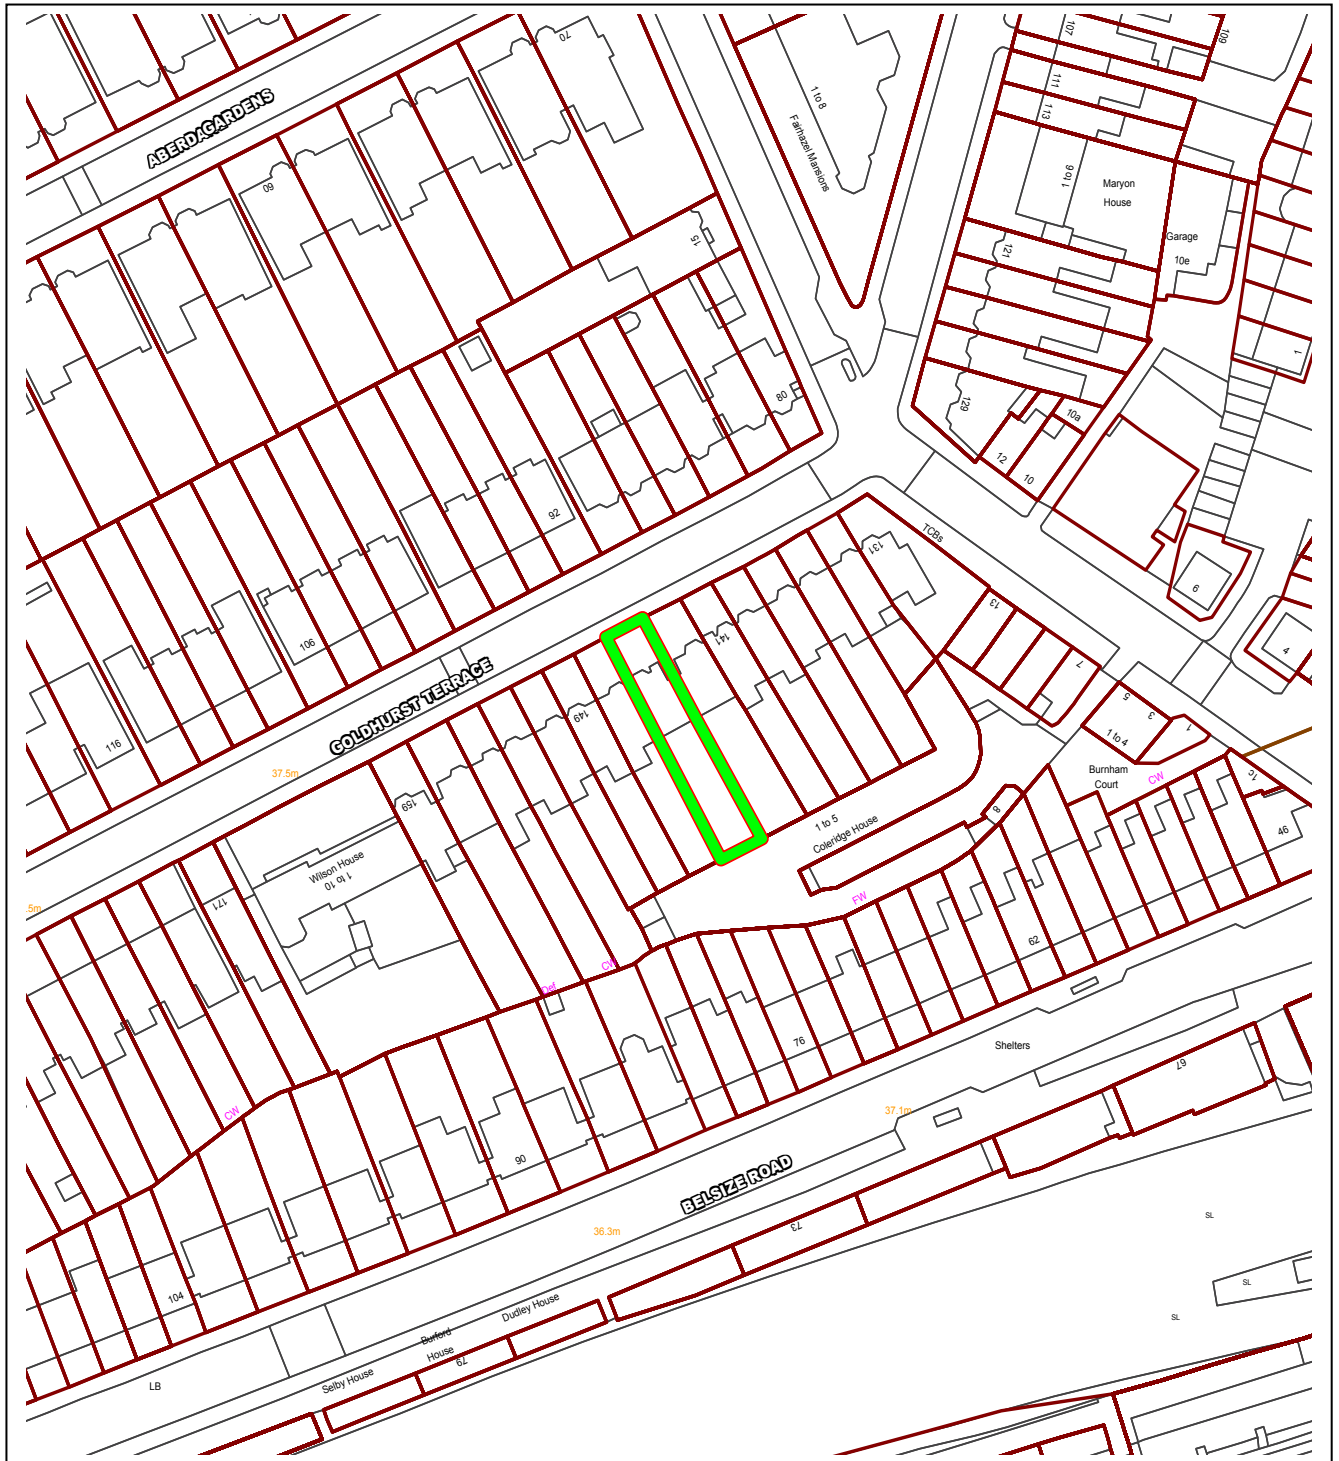 70
107
109
ABERDAGARDENS
1 to 8
Fairhazel Mansions
111
113
1 to 6
Maryon
House
60
15
121
Garage
10e
1
80
129
10a
12
10
92
TCBs
131
106
6
13
4
141
7
GOLDHURST TERRACE
149
5
3
1
1 to 4
116
37.5m
Burnham
Court
CW
1c
159
8
1 to 5
Coleridge House
46
Wilson House
1 to 10
171
FW
.5m
62
CW
Def
76
Shelters
67
CW
37.1m
90
BELSIZE ROAD
SL
73
36.3m
SL
104
Dudley House
SL
Burford
House
79
Selby House
LB